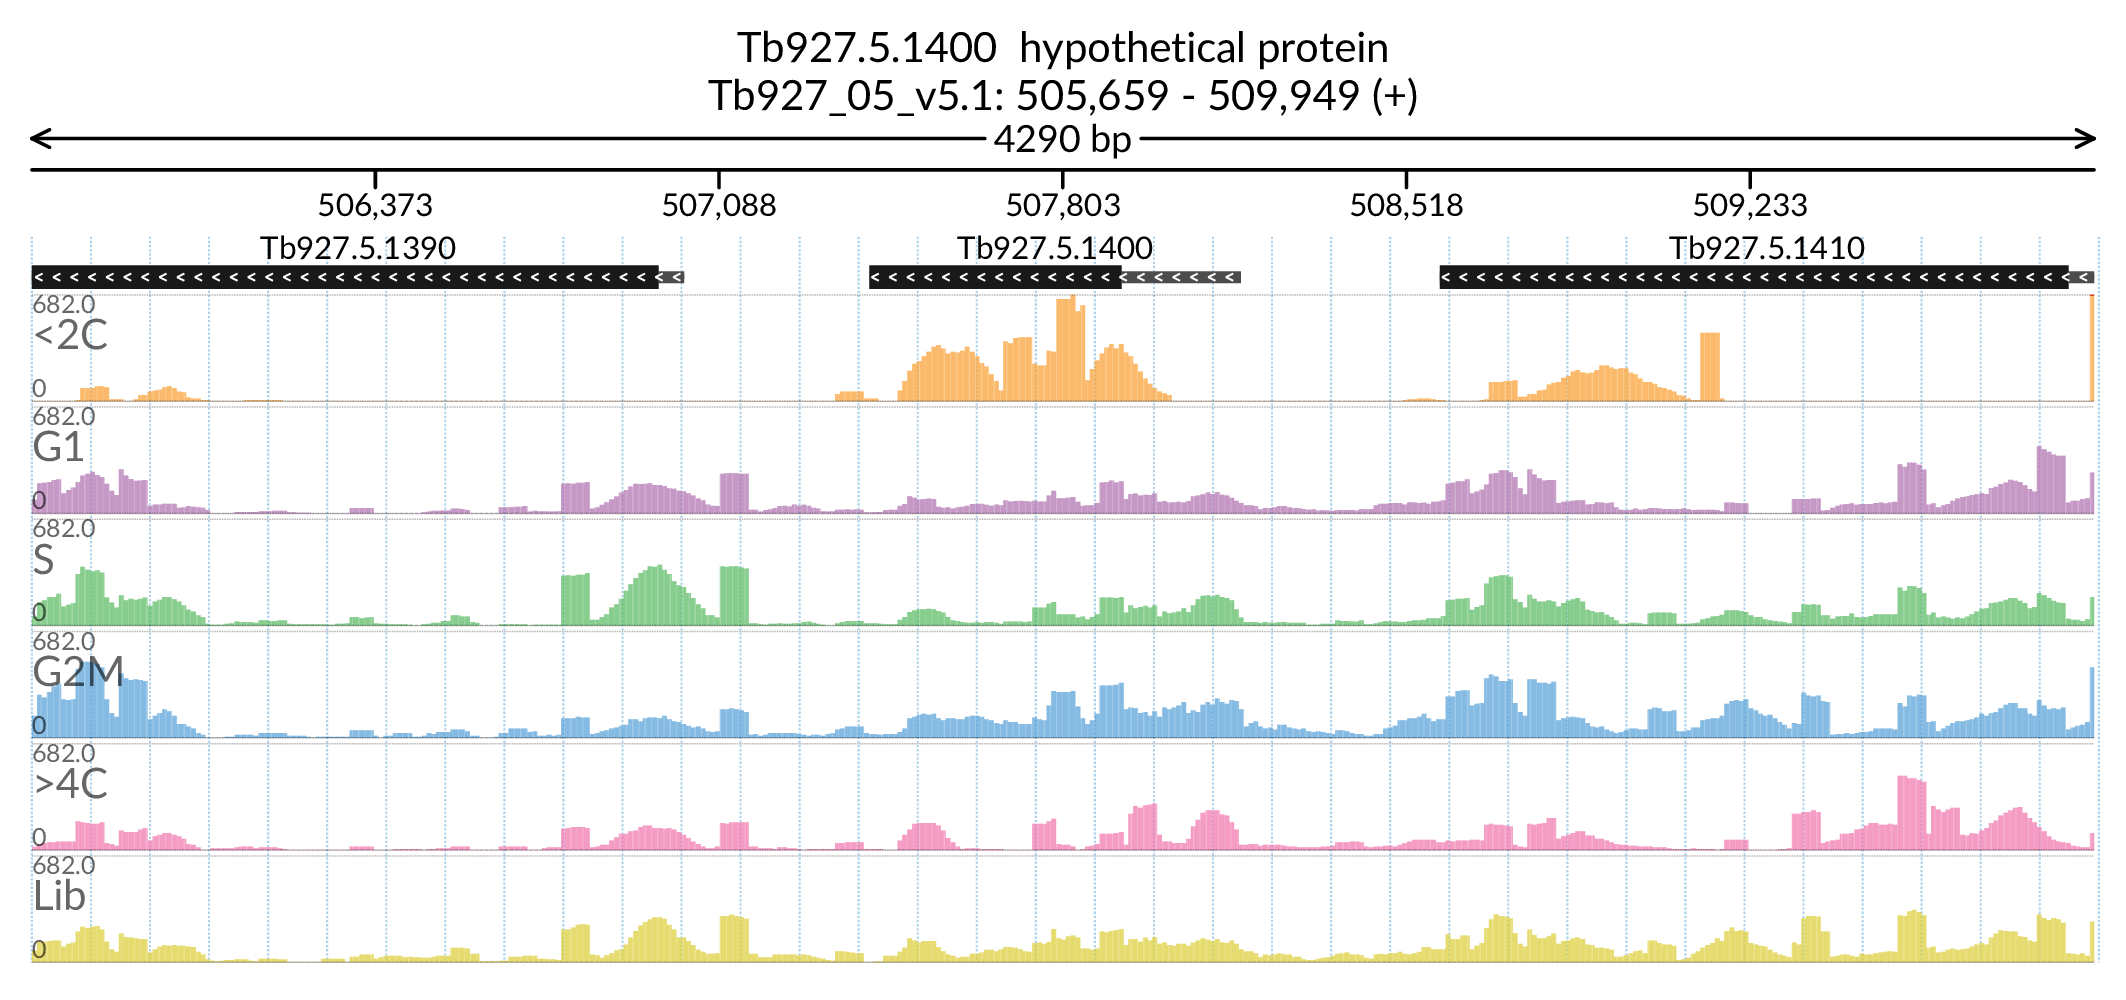 Tb927.5.1400  hypothetical protein
Tb927_05_v5.1: 505,659 - 509,949 (+)
4290 bp
506,373 507,088 507,803 508,518 509,233
Tb927.5.1390 Tb927.5.1400 Tb927.5.1410
682.0
<2C
0
682.0
G1
0
682.0
S
0
682.0
G2M
0
682.0
>4C
0
682.0
Lib
0